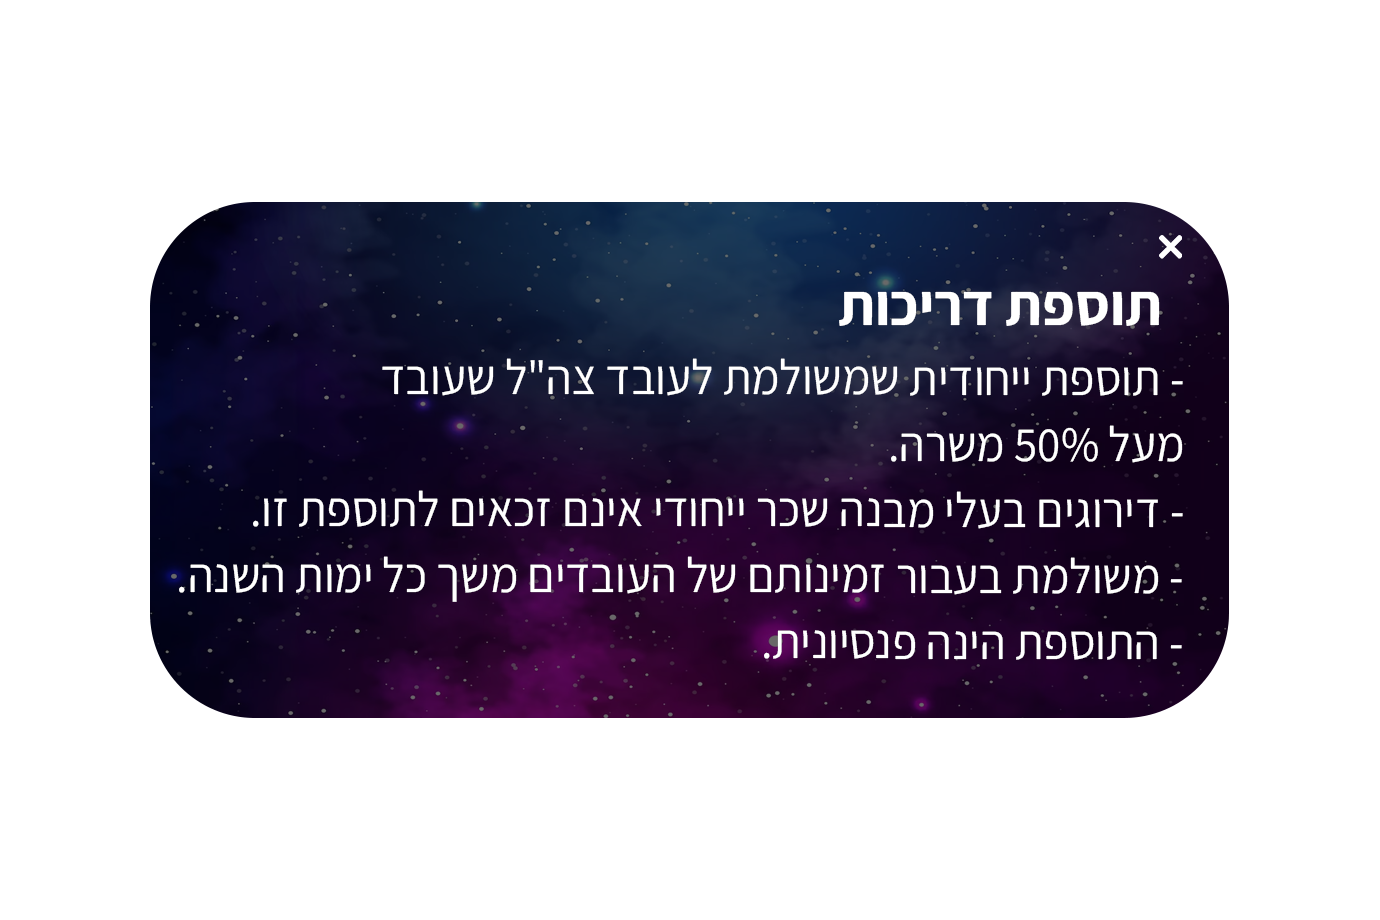 תוספת דריכות
- תוספת ייחודית שמשולמת לעובד צה"ל שעובד
מעל 50% משרה.
- דירוגים בעלי מבנה שכר ייחודי אינם זכאים לתוספת זו.
- משולמת בעבור זמינותם של העובדים משך כל ימות השנה.
- התוספת הינה פנסיונית.